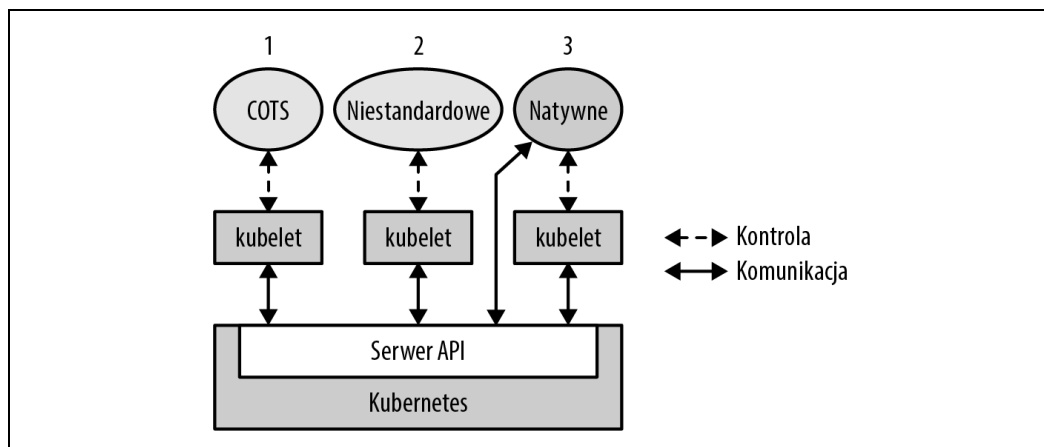 1 2 3
COTS Niestandardowe Natywne
kubelet kubelet kubelet
Kontrola
Komunikacja
Serwer API
Kubernetes